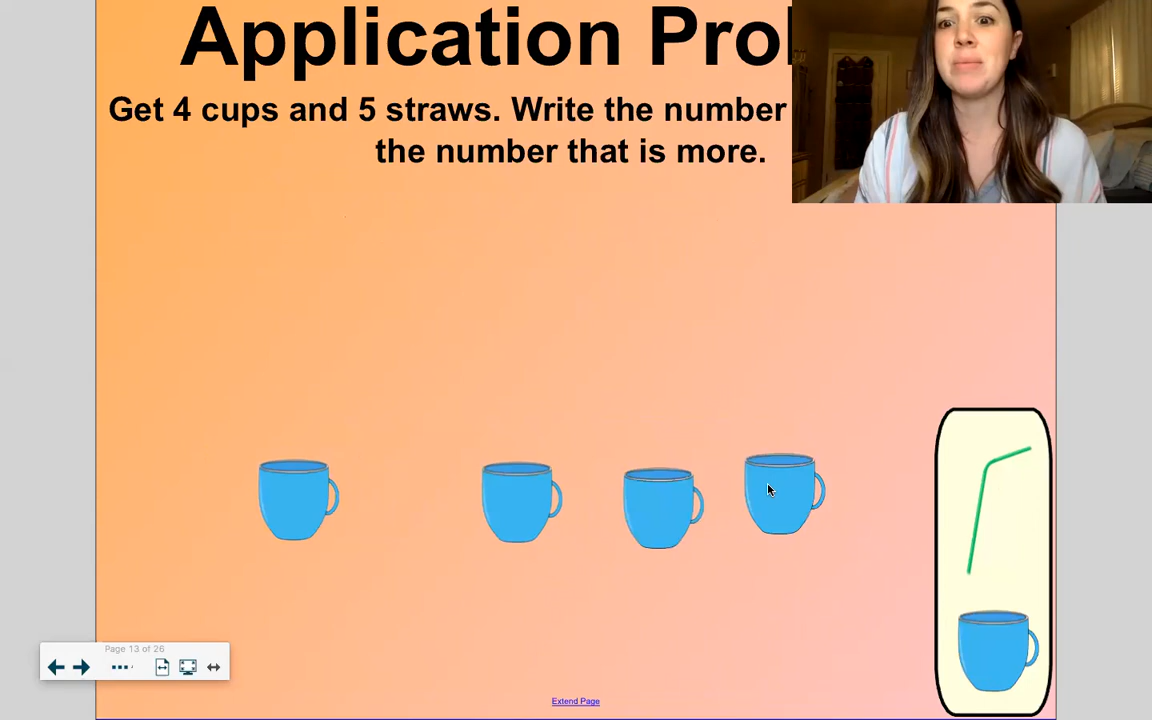 Application Pro
Get 4 cups and 5 straws. Write the number
the number that is more.
Page 13 of 26
Extend Page